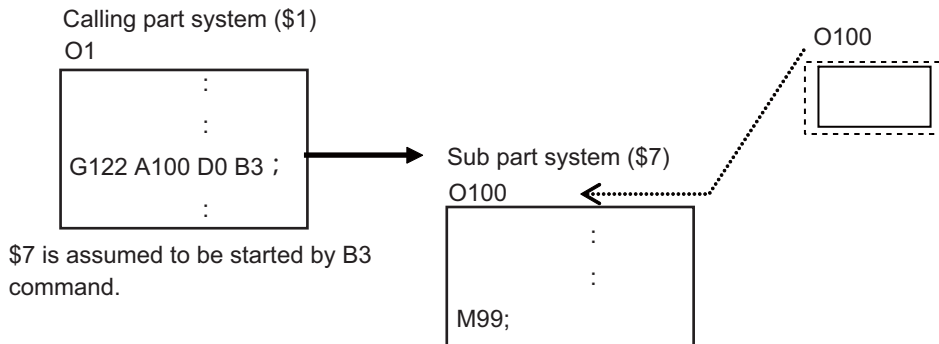 Calling part system ($1)
O1
:
:
G122 A100 D0 B3 ;
:
$7 is assumed to be started by B3
command.
Sub part system ($7)
O100
:
:
M99;
O100